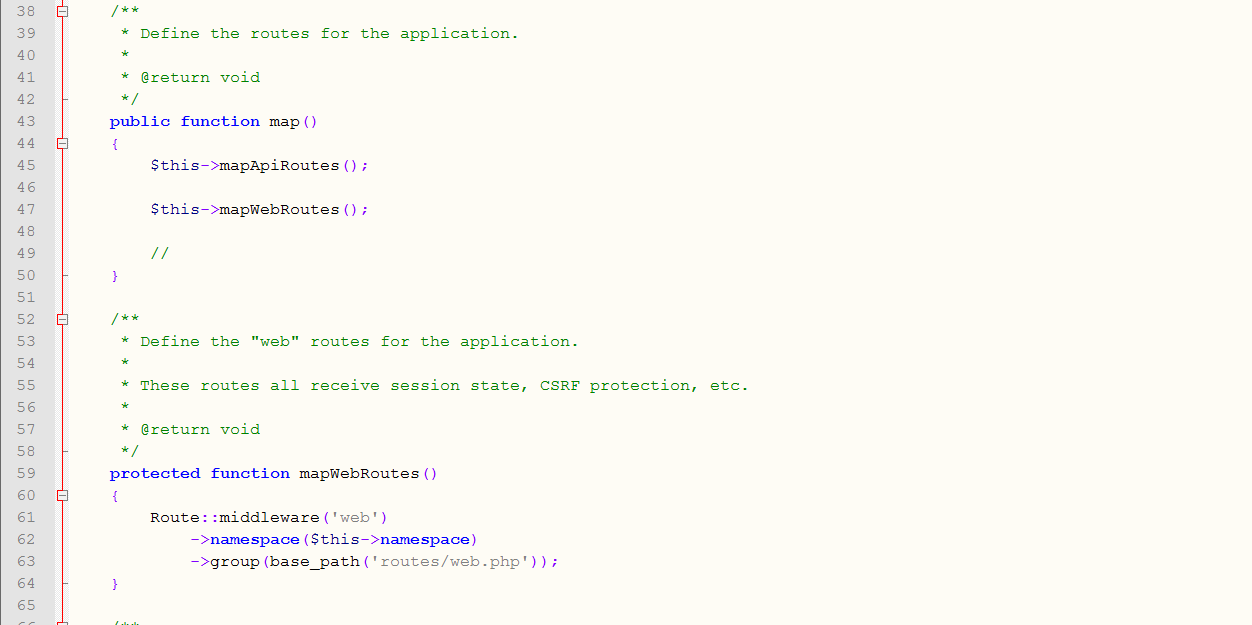 38 /**
39 * Define the routes for the application.
40 *
41 * @return void
42 */
43 public function map()
44 {
45 $this->mapApiRoutes();
46
47 $this->mapWebRoutes();
48
49 //
50 }
51
52 /**
53 * Define the "web" routes for the application.
54 *
55 * These routes all receive session state, CSRF protection, etc.
56 *
57 * @return void
58 */
59 protected function mapWebRoutes()
60 {
61 Route::middleware('web')
62 ->namespace($this->namespace)
63 ->group(base_path('routes/web.php'));
64 }
65
66 /**